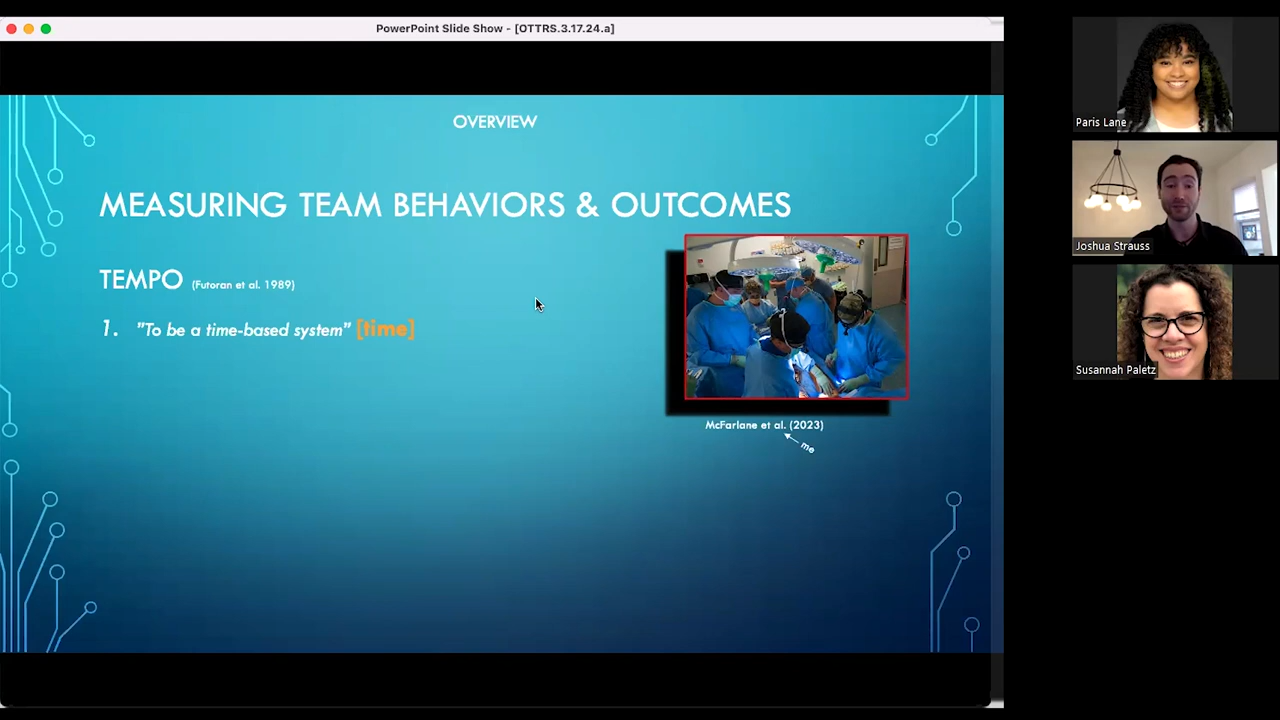 PowerPoint Slide Show - [OTTRS.3.17.24.a]
OVERVIEW
MEASURING TEAM BEHAVIORS & OUTCOMES
TEMPO (Futoran et al. 1989)
1. "To be a time-based system" [time]
McFarlane et al. (2023)
me
Paris Lane
Joshua Strauss
Susannah Paletz